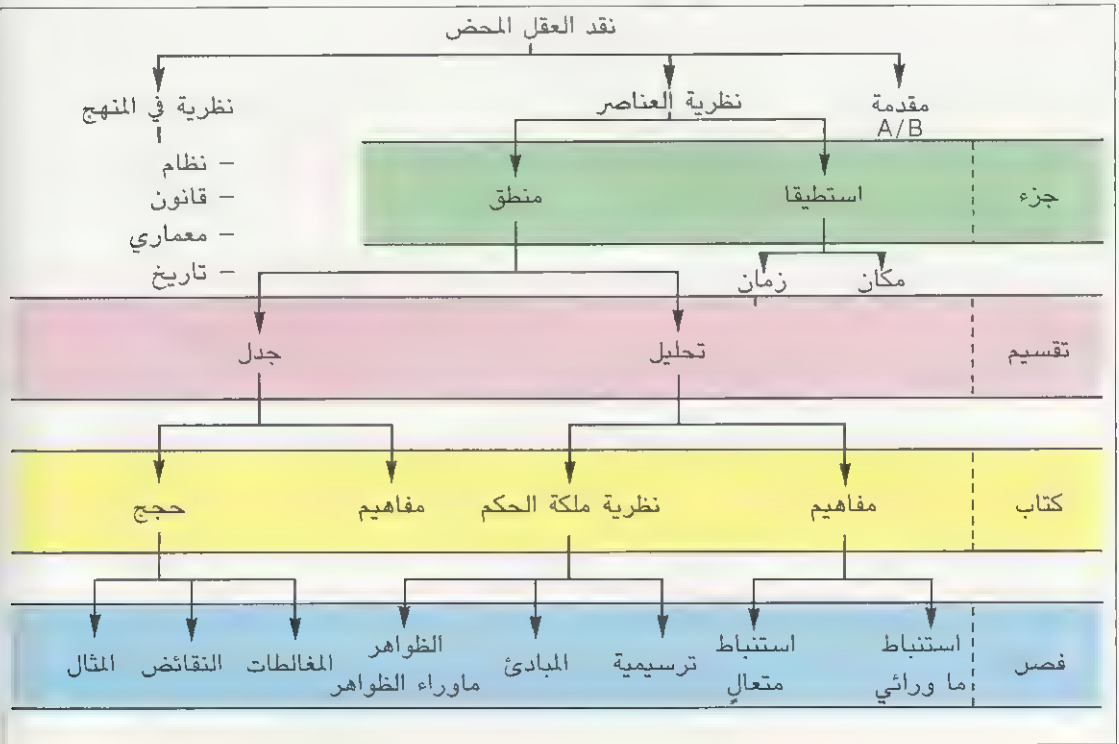 نقد العقل المحض
مقدمة
A/B
نظرية العناصر
نظرية في المنهج
– نظام
– قانون
– معماري
– تاريخ
جزء
استطيقا
منطق
مكان
زمان
تقسيم
تحليل
جدل
كتاب
مفاهيم
نظرية ملكة الحكم
مفاهيم
حجج
فصر
استنباط
ما ورائي
استنباط
متعالٍ
ترسيمية
المبادئ
الظواهر
ماوراء الظواهر
المغالطات
النقائض
المثال